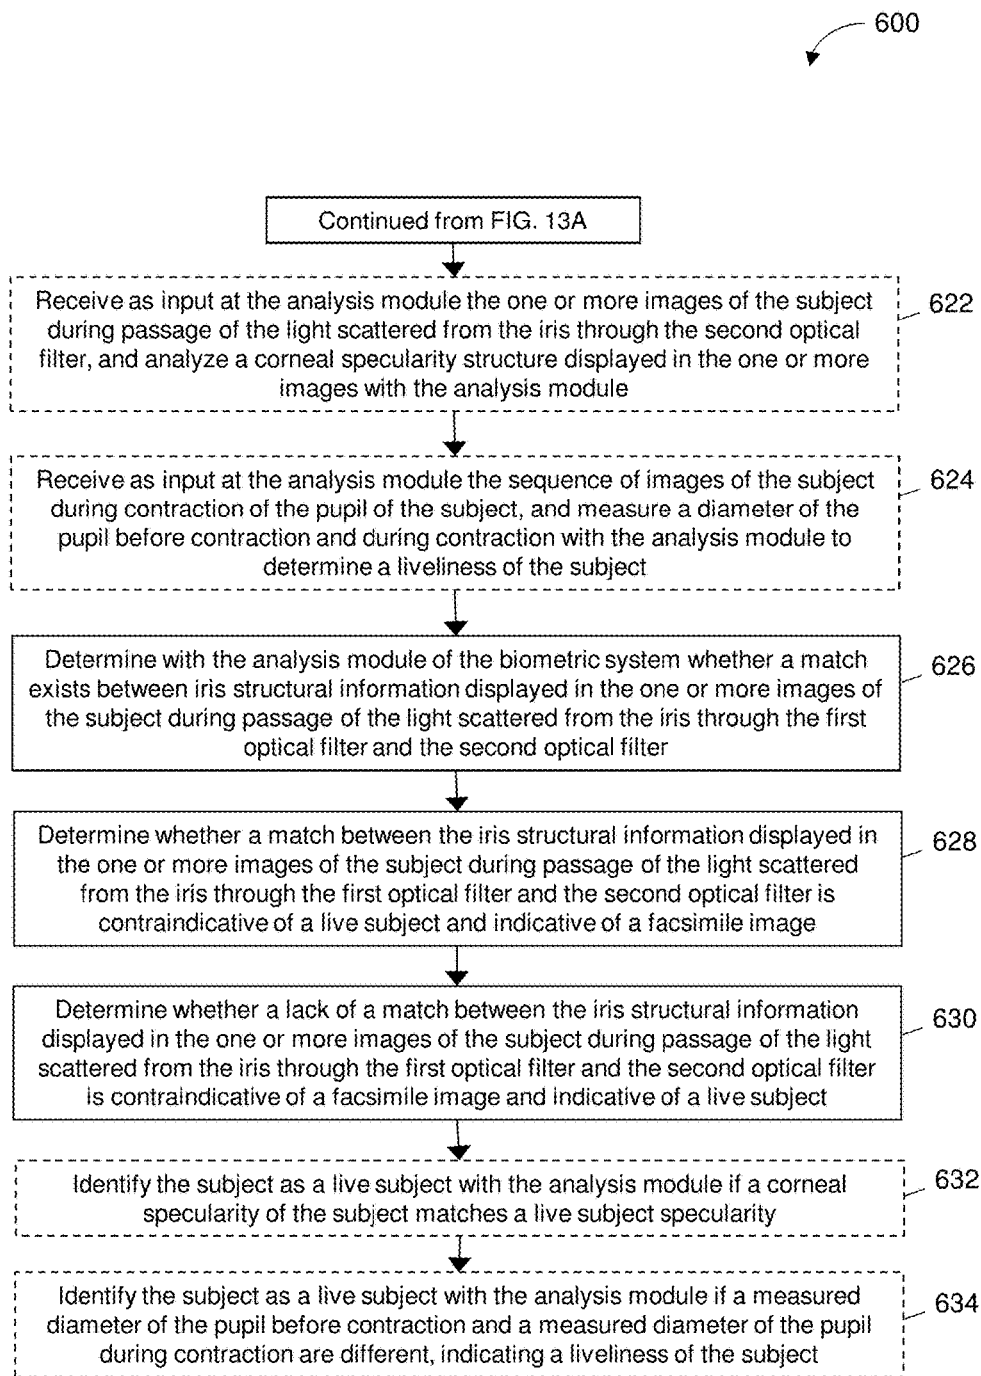 600
Continued from FIG. 13A
Receive as input at the analysis module the one or more images of the subject
during passage of the light scattered from the iris through the second optical
filter, and analyze a corneal specularity structure displayed in the one or more
images with the analysis module
622
Receive as input at the analysis module the sequence of images of the subject
during contraction of the pupil of the subject, and measure a diameter of the
pupil before contraction and during contraction with the analysis module to
determine a liveliness of the subject
624
Determine with the analysis module of the biometric system whether a match
exists between iris structural information displayed in the one or more images of
the subject during passage of the light scattered from the iris through the first
optical filter and the second optical filter
626
Determine whether a match between the iris structural information displayed in
the one or more images of the subject during passage of the light scattered
from the iris through the first optical filter and the second optical filter is
contraindicative of a live subject and indicative of a facsimile image
628
Determine whether a lack of a match between the iris structural information
displayed in the one or more images of the subject during passage of the light
scattered from the iris through the first optical filter and the second optical filter
is contraindicative of a facsimile image and indicative of a live subject
630
Identify the subject as a live subject with the analysis module if a corneal
specularity of the subject matches a live subject specularity
632
Identify the subject as a live subject with the analysis module if a measured
diameter of the pupil before contraction and a measured diameter of the pupil
during contraction are different, indicating a liveliness of the subject
634